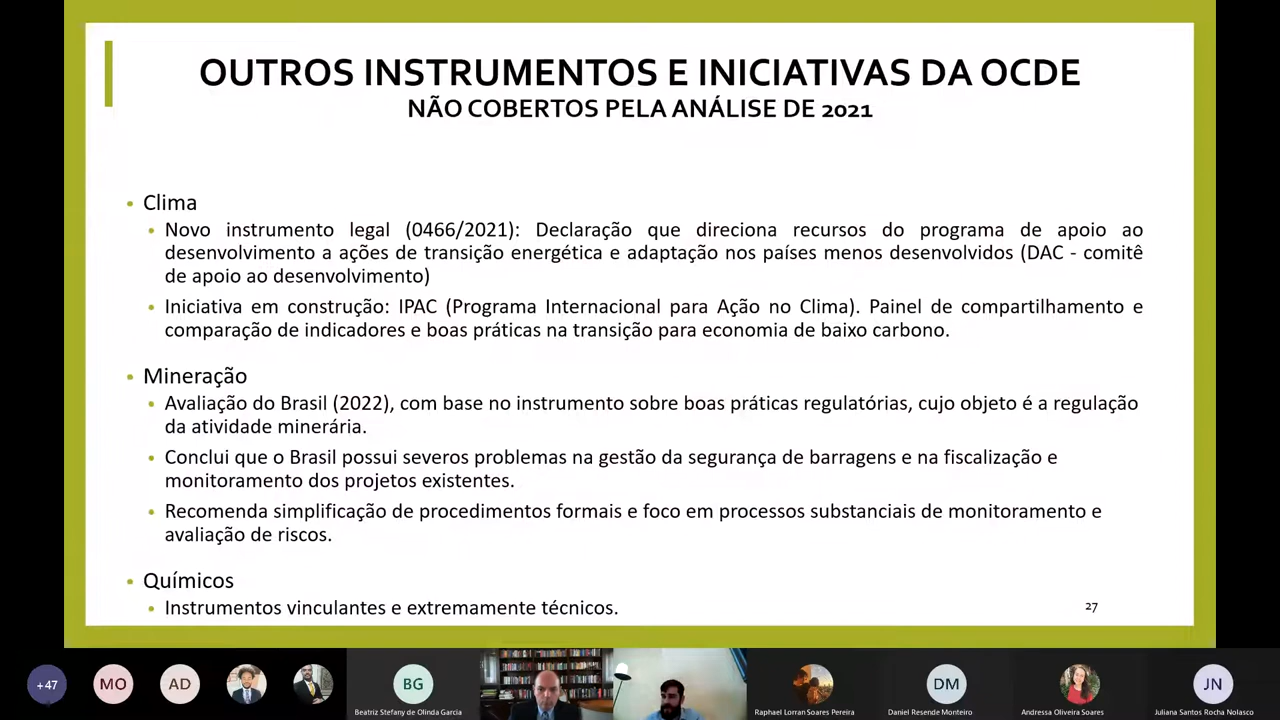 OUTROS INSTRUMENTOS E INICIATIVAS DA OCDE
NÃO COBERTOS PELA ANÁLISE DE 2021
• Clima
• Novo instrumento legal (0466/2021): Declaração que direciona recursos do programa de apoio ao
desenvolvimento a ações de transição energética e adaptação nos países menos desenvolvidos (DAC - comitê
de apoio ao desenvolvimento)
• Iniciativa em construção: IPAC (Programa Internacional para Ação no Clima). Painel de compartilhamento e
comparação de indicadores e boas práticas na transição para economia de baixo carbono.
• Mineração
• Avaliação do Brasil (2022), com base no instrumento sobre boas práticas regulatórias, cujo objeto é a regulação
da atividade minerária.
• Conclui que o Brasil possui severos problemas na gestão da segurança de barragens e na fiscalização e
monitoramento dos projetos existentes.
• Recomenda simplificação de procedimentos formais e foco em processos substanciais de monitoramento e
avaliação de riscos.
• Químicos
• Instrumentos vinculantes e extremamente técnicos.
27
+47
MO
AD
BG
DM
JN
Beatriz Stefany de Olinda Garcia
Raphael Lorran Soares Pereira
Daniel Resende Monteiro
Andressa Oliveira Soares
Juliana Santos Rocha Nolasco